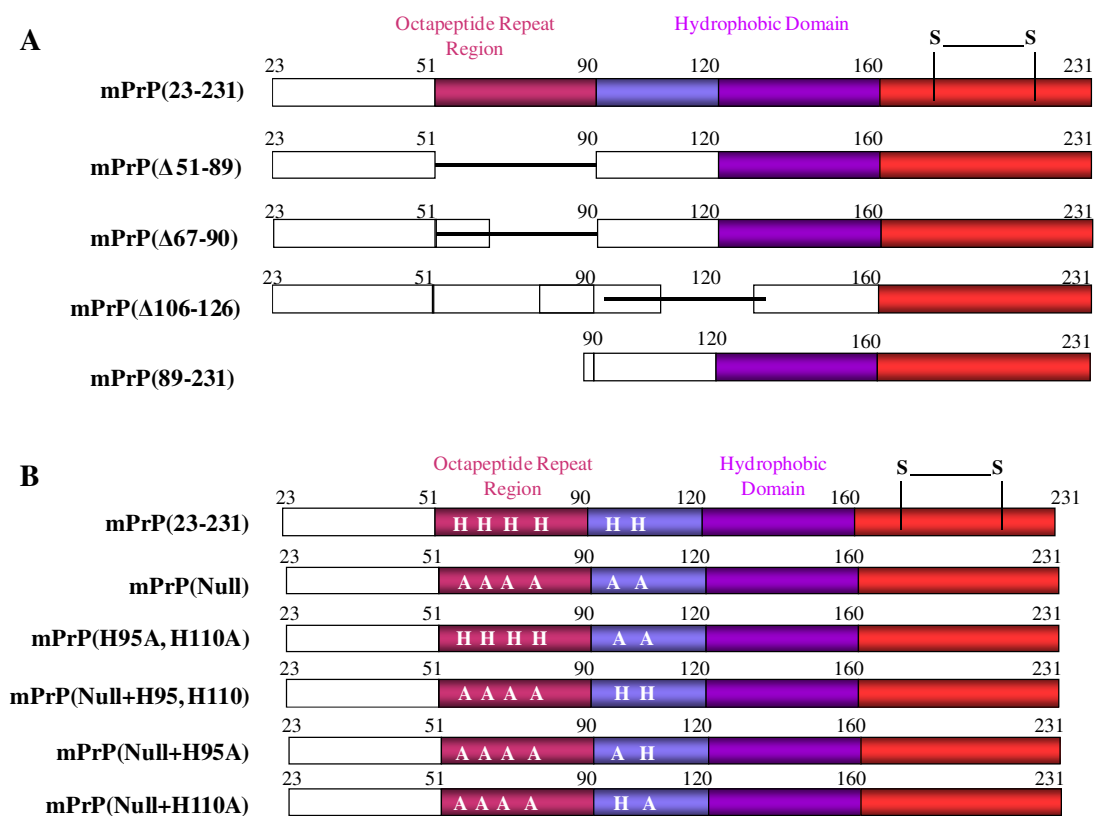 A
Octapeptide Repeat
Region
Hydrophobic Domain
S S
23 51 90 120 160 231
mPrP(23-231)
23 51 90 120 160 231
mPrP(Δ51-89)
23 51 90 120 160 231
mPrP(Δ67-90)
23 51 90 120 160 231
mPrP(Δ106-126)
90 120 160 231
mPrP(89-231)
B
Octapeptide Repeat
Region
Hydrophobic
Domain
S S
23 51 90 120 160 231
mPrP(23-231) H H H H H H
23 51 90 120 160 231
mPrP(Null) A A A A A A
23 51 90 120 160 231
mPrP(H95A, H110A) H H H H A A
23 51 90 120 160 231
mPrP(Null+H95, H110) A A A A H H
23 51 90 120 160 231
mPrP(Null+H95A) A A A A A H
23 51 90 120 160 231
mPrP(Null+H110A) A A A A H A